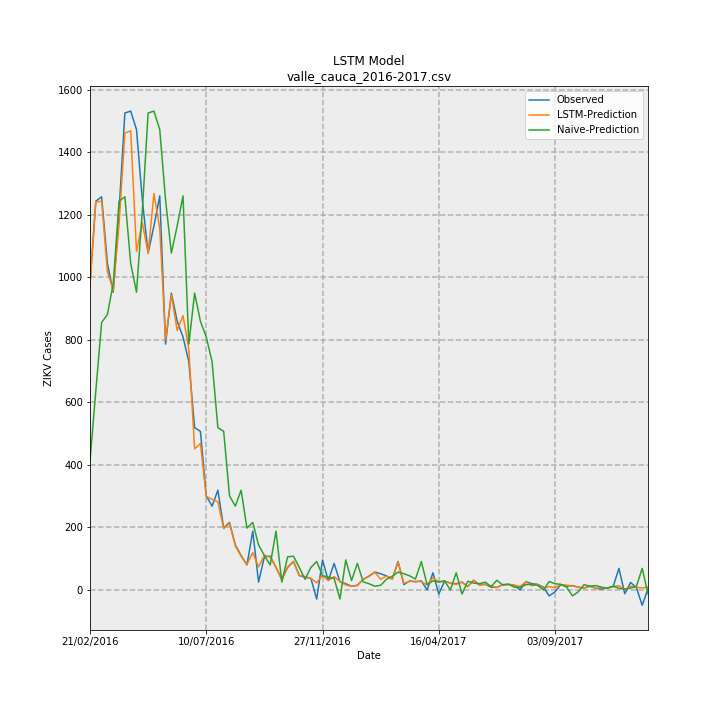 LSTM Model
valle_cauca_2016-2017.csv
Observed
LSTM-Prediction
Naive-Prediction
1600
1400
1200
1000
800
600
400
200
0
ZIKV Cases
21/02/2016
10/07/2016
27/11/2016
16/04/2017
03/09/2017
Date